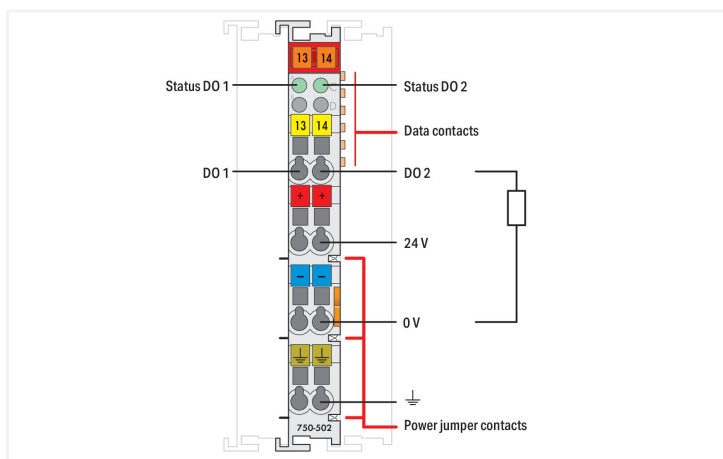 13 14
Status DO 1
C
Status DO 2
D
13 14
Data contacts
DO 1
DO 2
+ +
24 V
− −
0 V
Power jumper contacts
750-502